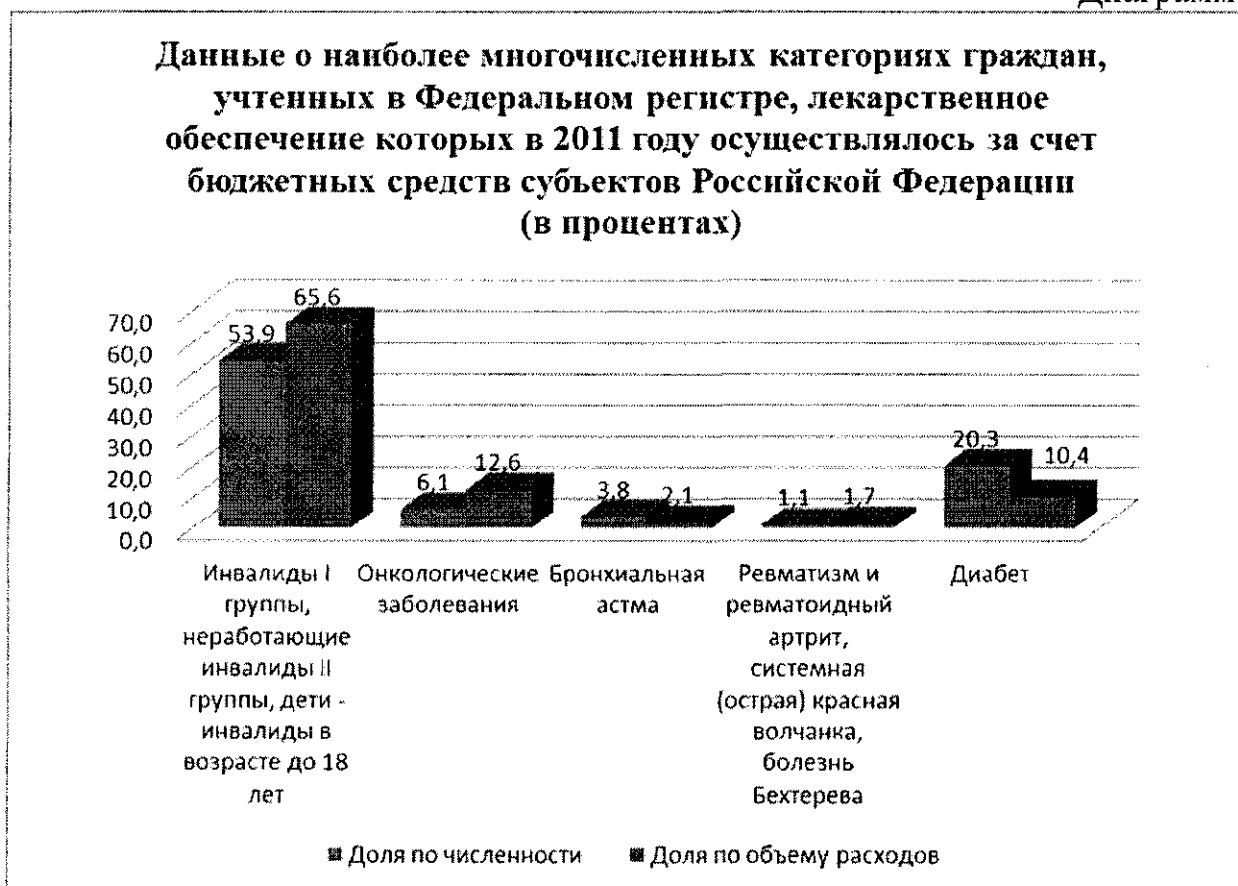 Данные о наиболее многочисленных категориях граждан,
учтенных в Федеральном регистре, лекарственное
обеспечение которых в 2011 году осуществлялось за счет
бюджетных средств субъектов Российской Федерации
(в процентах)
70,0
60,0
50,0
40,0
30,0
20,0
10,0
0,0
53,9
65,6
6,1
12,6
3,8
2,1
1,1
1,7
20,3
10,4
Инвалиды I
группы,
неработающие
инвалиды II
группы, дети -
инвалиды в
возрасте до 18
лет
Онкологические
заболевания
Бронхиальная
астма
Ревматизм и
ревматоидный
артрит,
системная
(острая) красная
волчанка,
болезнь
Бехтерева
Диабет
Доля по численности
Доля по объему расходов